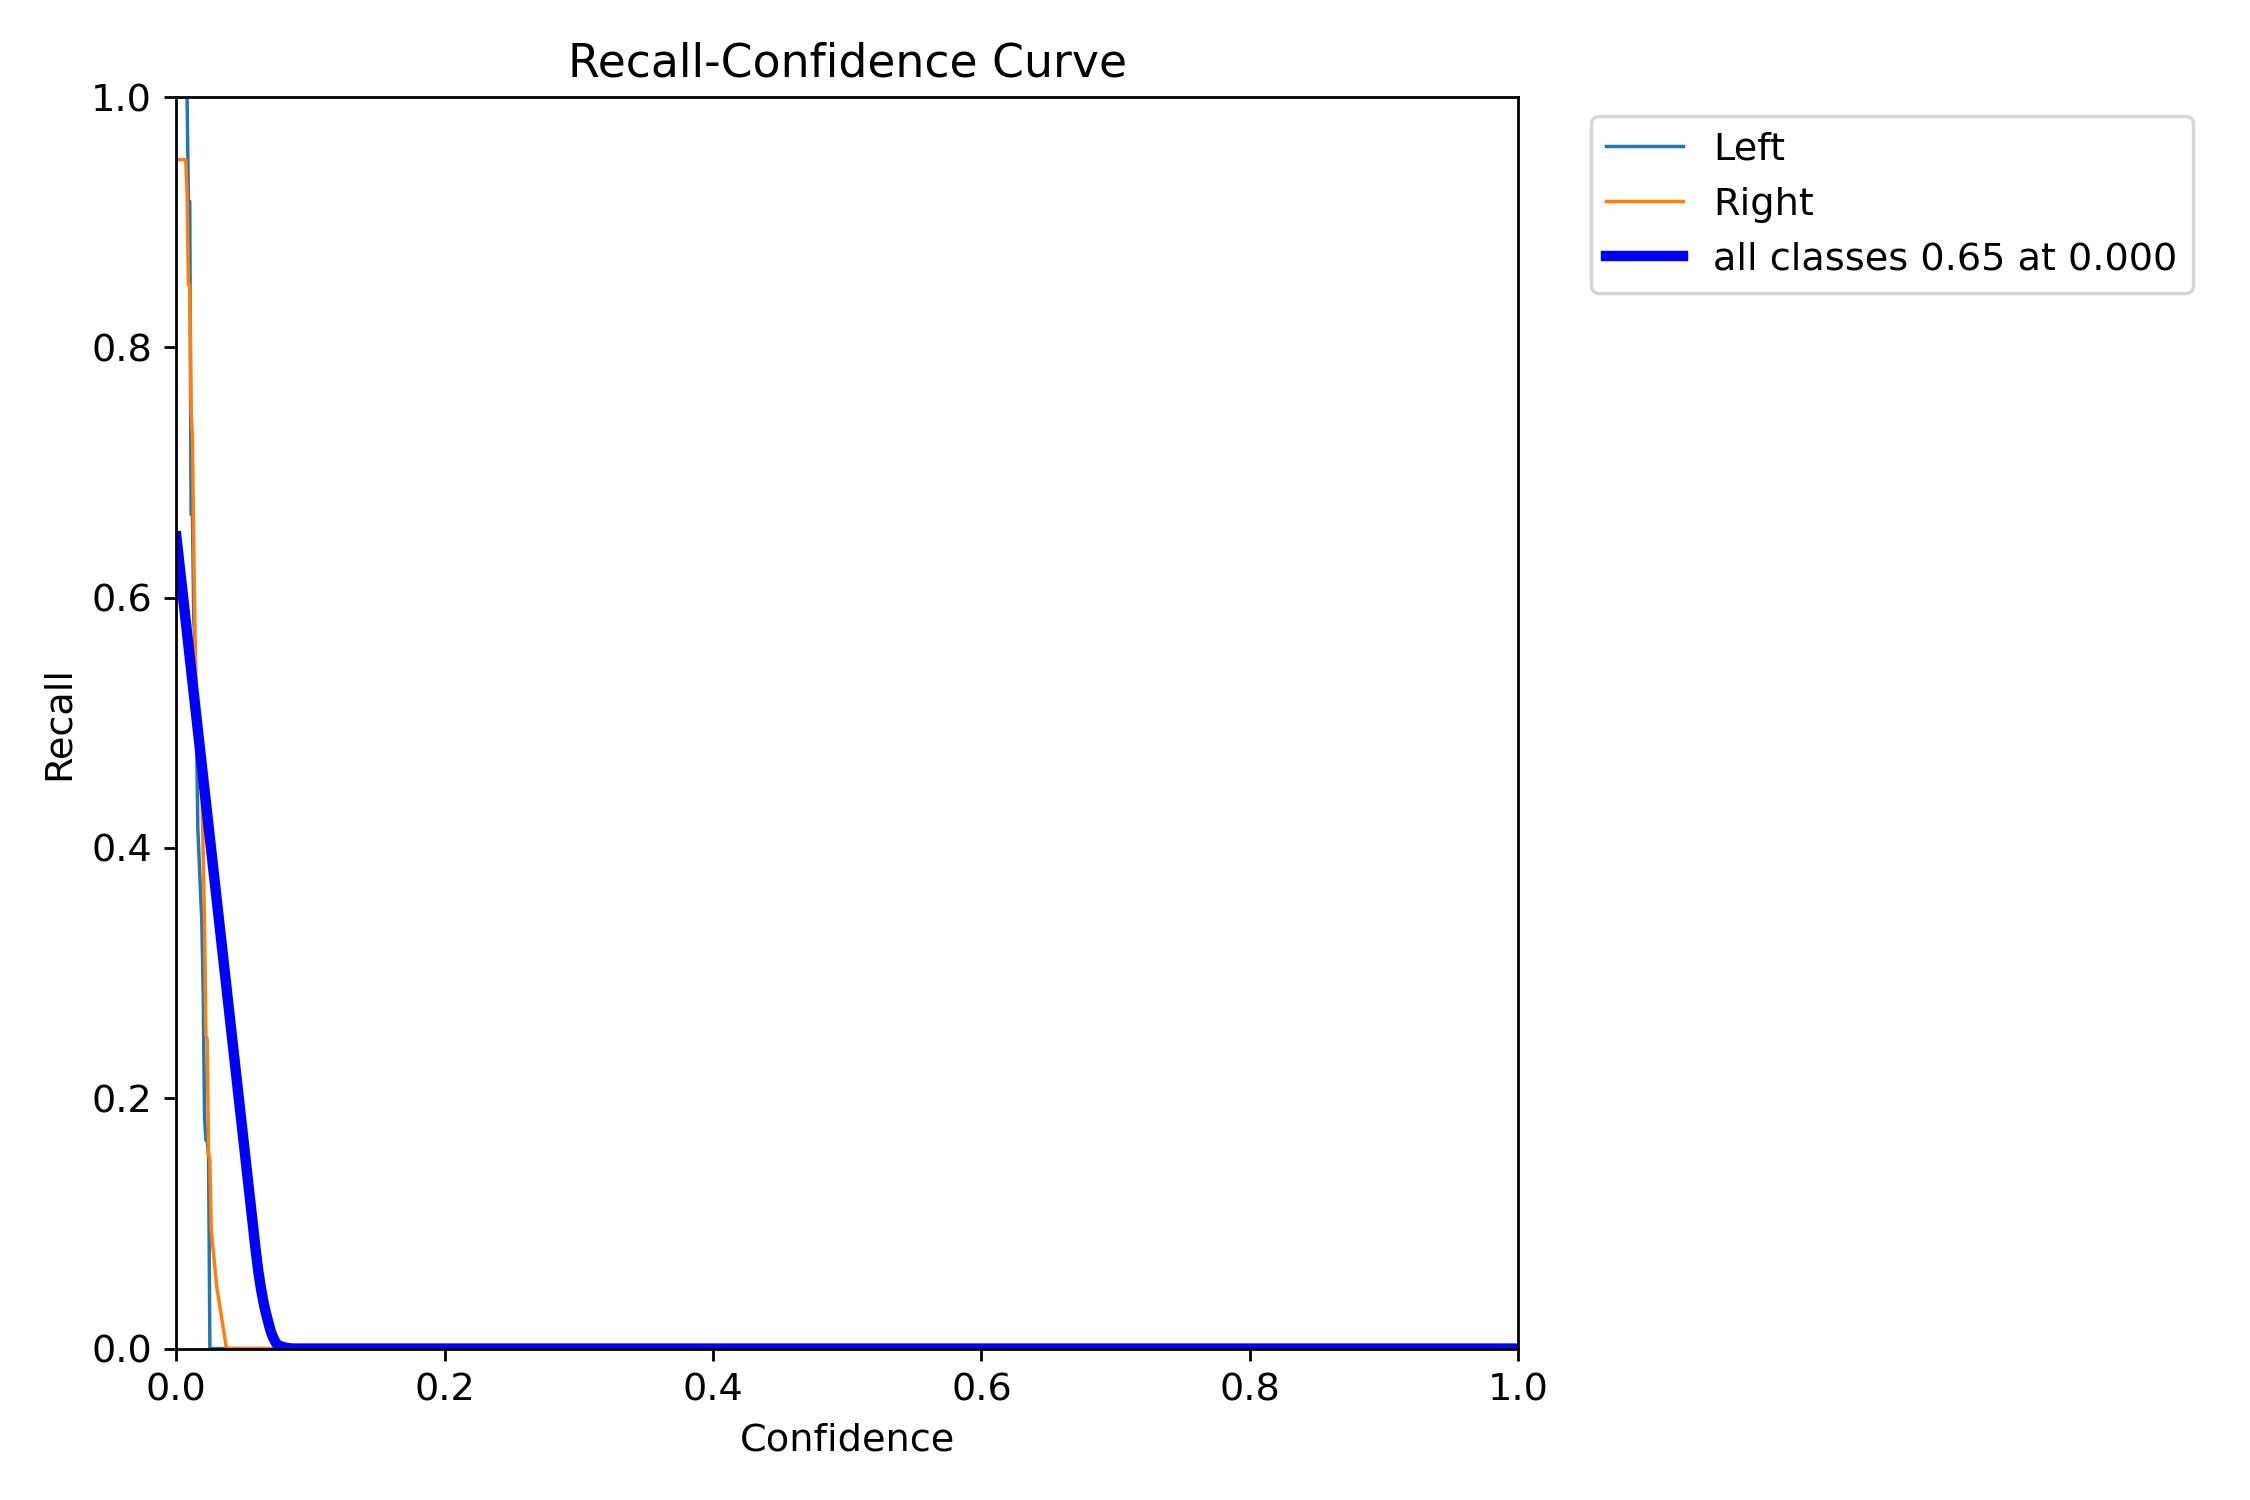 Recall-Confidence Curve
1.0
0.8
0.6
0.4
0.2
0.0
Recall
0.0 0.2 0.4 0.6 0.8 1.0
Confidence
Left
Right
all classes 0.65 at 0.000